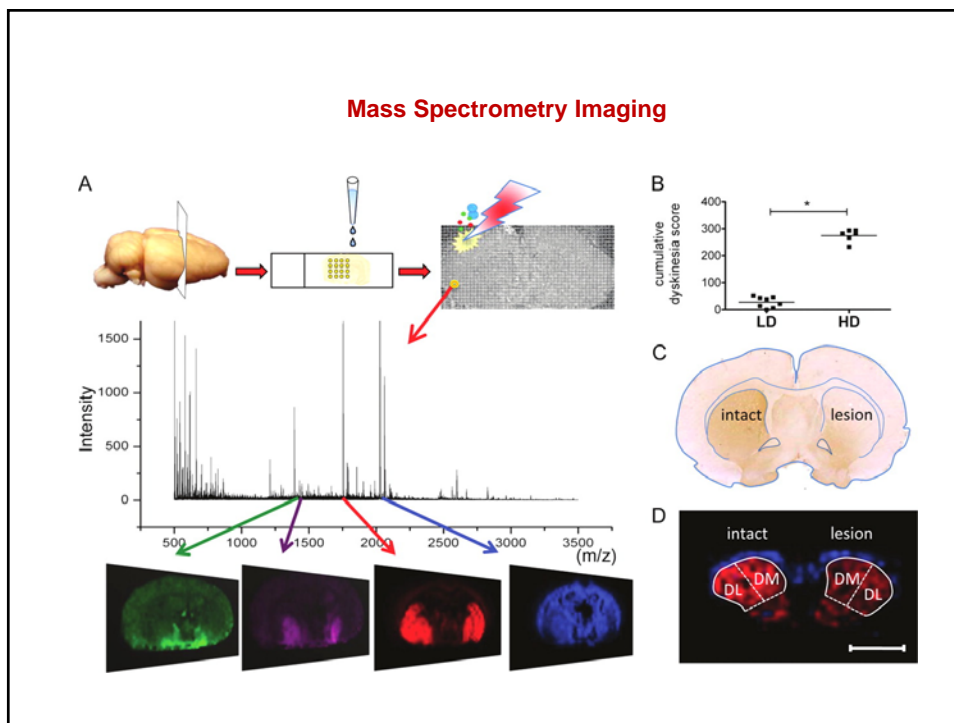 Mass Spectrometry Imaging
A
B
cumulative
dyskinesia score
400
300
200
100
0
*
LD HD
Intensity
1500
1000
500
0
500 1000 1500 2000 2500 3000 3500
(m/z)
C
intact lesion
D
intact lesion
DL DM DM DL